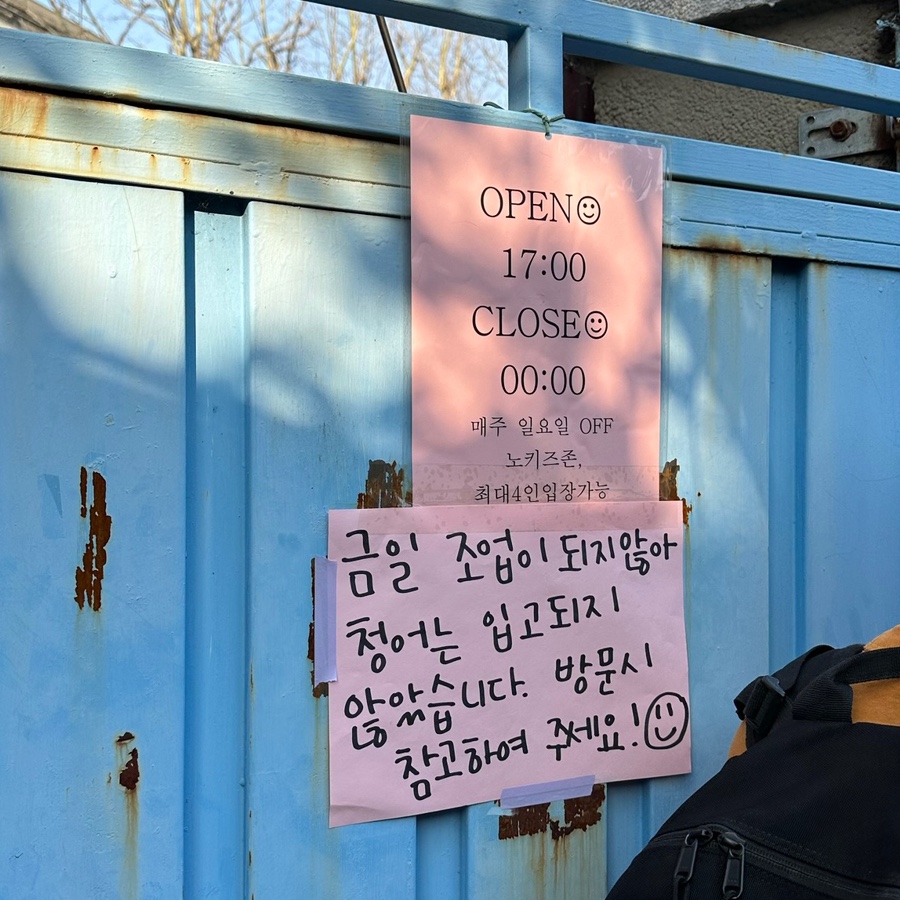 OPEN☺
17:00
CLOSE☺
00:00
매주 일요일 OFF
노키즈존,
최대4인입장가능
금일 조업이 되지않아
청어는 입고되지
않았습니다. 방문시
참고하여 주세요!☺